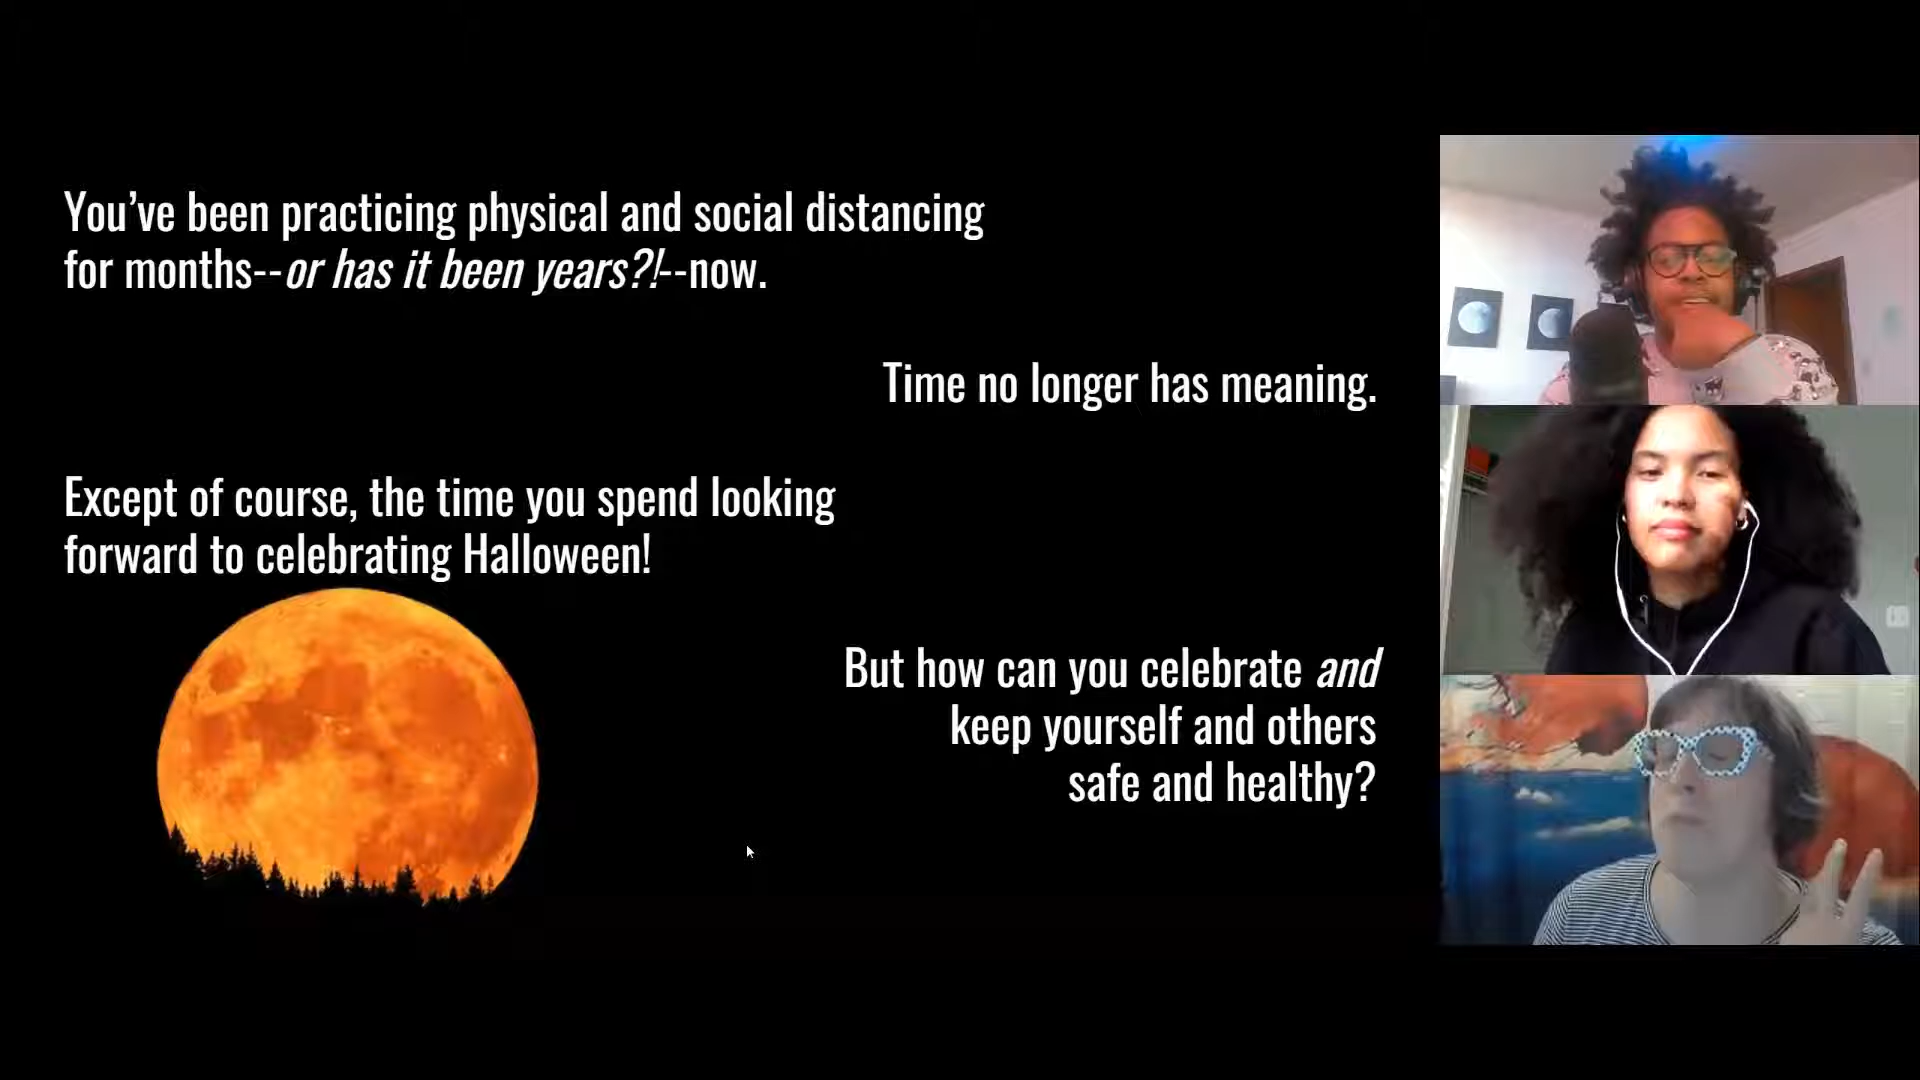 You’ve been practicing physical and social distancing
for months--or has it been years?!--now.
Time no longer has meaning.
Except of course, the time you spend looking
forward to celebrating Halloween!
But how can you celebrate and
keep yourself and others
safe and healthy?